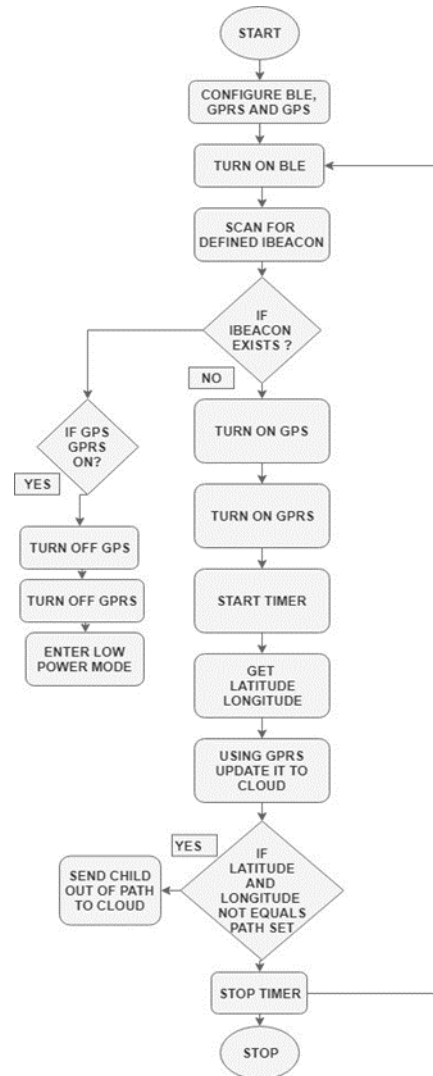 START
CONFIGURE BLE,
GPRS AND GPS
TURN ON BLE
SCAN FOR
DEFINED IBEACON
IF
IBEACON
EXISTS ?
NO
IF GPS
GPRS
ON?
YES
TURN OFF GPS
TURN OFF GPRS
ENTER LOW
POWER MODE
TURN ON GPS
TURN ON GPRS
START TIMER
GET
LATITUDE
LONGITUDE
USING GPRS
UPDATE IT TO
CLOUD
YES
IF
LATITUDE
AND
LONGITUDE
NOT EQUALS
PATH SET
SEND CHILD
OUT OF PATH
TO CLOUD
STOP TIMER
STOP